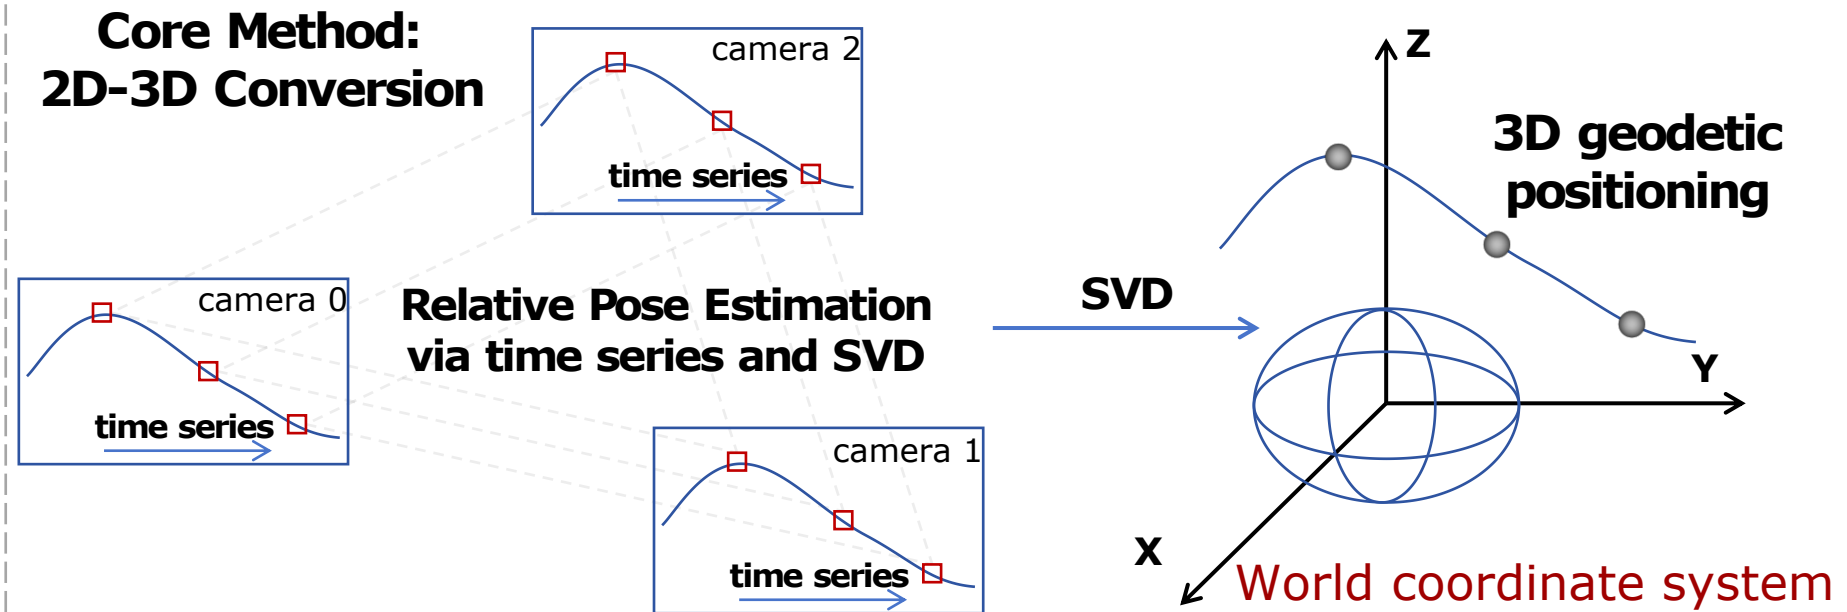 Core Method:
2D-3D Conversion
camera 2
time series
camera 0
time series
Relative Pose Estimation
via time series and SVD
camera 1
time series
SVD
Z
3D geodetic
positioning
Y
X
World coordinate system